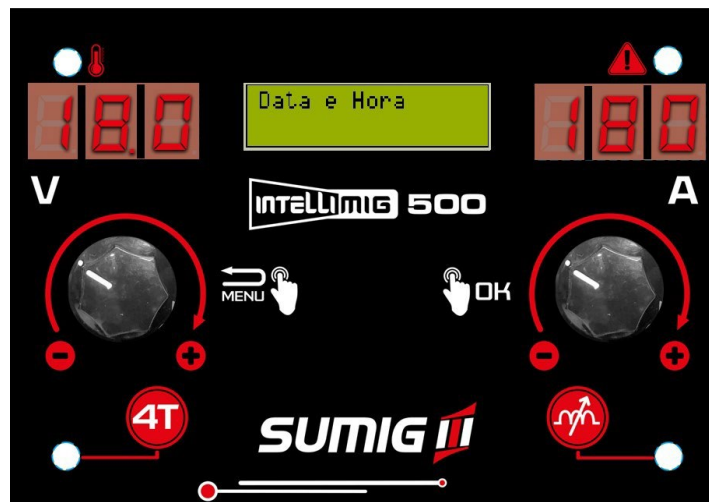 18.0
Data e Hora
180
V
A
INTELLIMIG 500
MENU
OK
- +
- +
4T
SUMIG